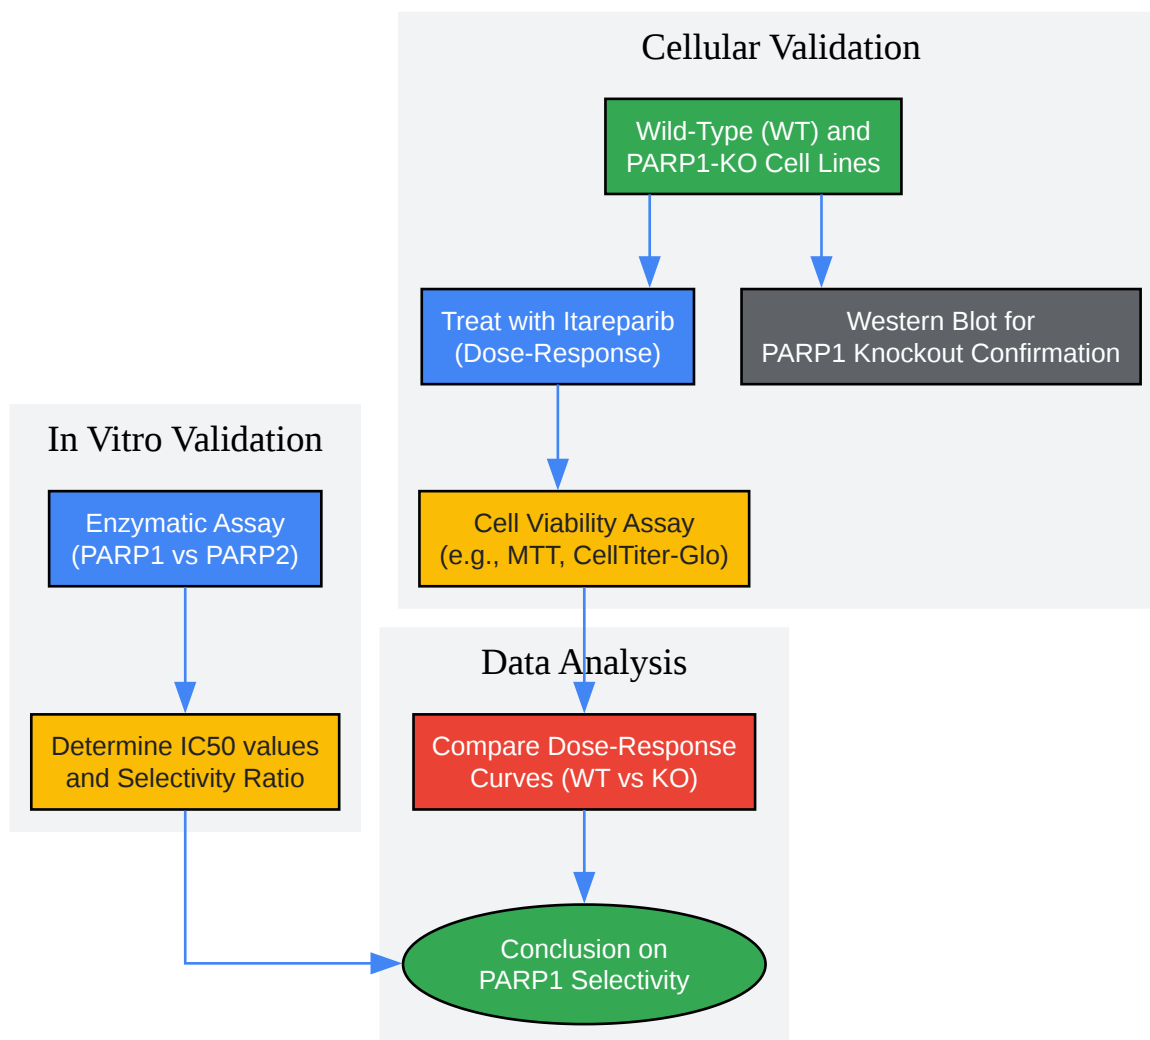 Cellular Validation
Wild-Type (WT) and
PARP1-KO Cell Lines
Treat with Itareparib
(Dose-Response)
Western Blot for
PARP1 Knockout Confirmation
Cell Viability Assay
(e.g., MTT, CellTiter-Glo)
In Vitro Validation
Enzymatic Assay
(PARP1 vs PARP2)
Determine IC50 values
and Selectivity Ratio
Data Analysis
Compare Dose-Response
Curves (WT vs KO)
Conclusion on
PARP1 Selectivity